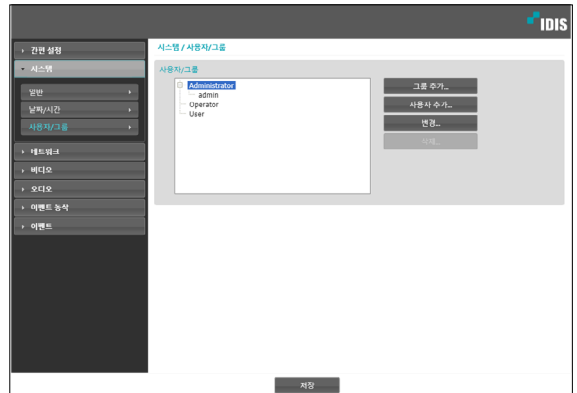 IDIS
간편 설정
시스템
일반
날짜/시간
사용자/그룹
네트워크
비디오
오디오
이벤트 동작
이벤트
시스템 / 사용자/그룹
사용자/그룹
Administrator
admin
Operator
User
그룹 추가...
사용자 추가...
변경...
삭제...
저장